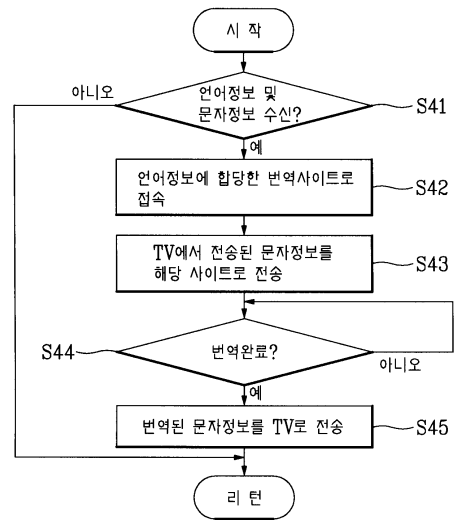 시 작
아니오
언어정보 및
문자정보 수신?
S41
예
언어정보에 합당한 번역사이트로
접속
S42
TV에서 전송된 문자정보를
해당 사이트로 전송
S43
S44
번역완료?
아니오
예
번역된 문자정보를 TV로 전송
S45
리 턴